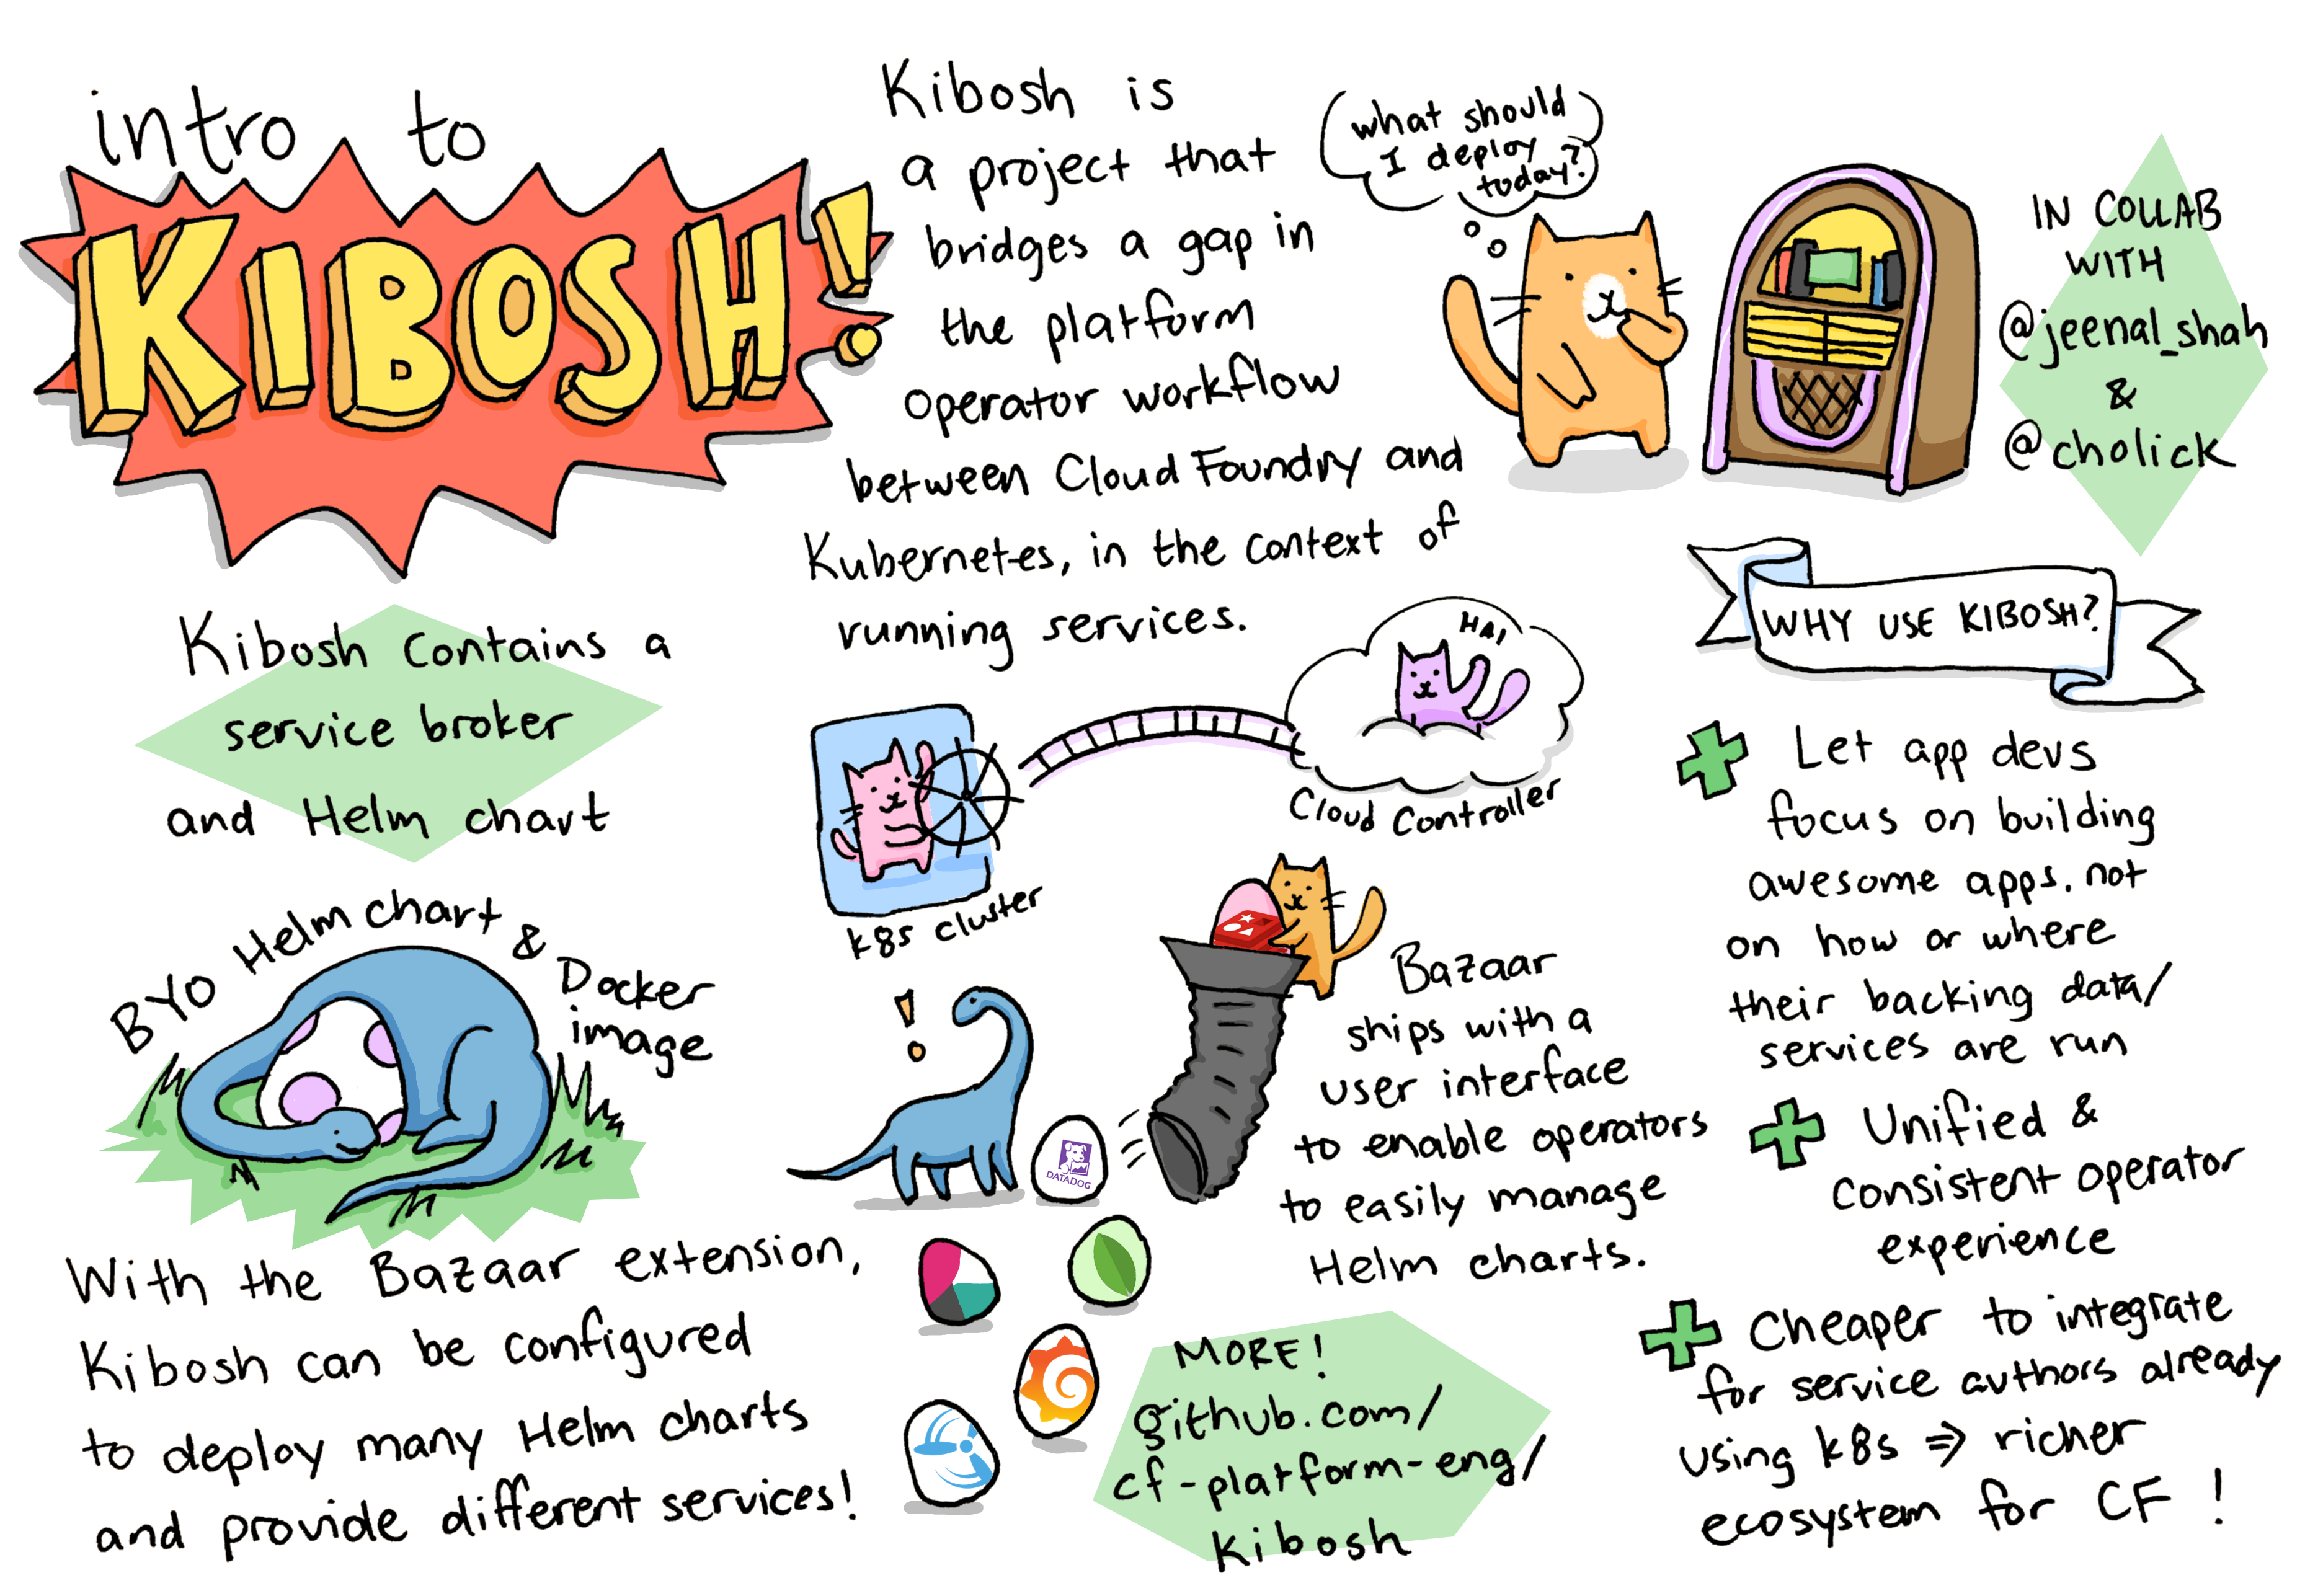 intro to
KIBOSH!
Kibosh is
a project that
bridges a gap in
the platform
operator workflow
between Cloud Foundry and
Kubernetes, in the context of
running services.
what should
I deploy
today?
IN COLLAB
WITH
@jeenal_shah
&
@cholick
Kibosh contains a
service broker
and Helm chart
BYO Helm chart &
Docker
image
With the Bazaar extension,
Kibosh can be configured
to deploy many Helm charts
and provide different services!
k8s cluster
HAI
Cloud Controller
!
DATADOG
Bazaar
ships with a
user interface
to enable operators
to easily manage
Helm charts.
MORE!
github.com/
cf-platform-eng/
kibosh
WHY USE KIBOSH?
Let app devs
focus on building
awesome apps. not
on how or where
their backing data/
services are run
Unified &
consistent operator
experience
Cheaper to integrate
for service authors already
using k8s ⇒ richer
ecosystem for CF!